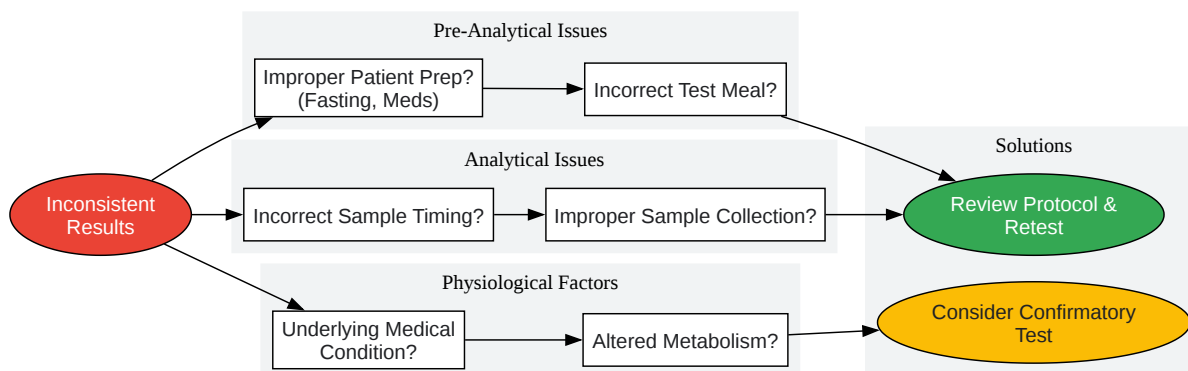 Pre-Analytical Issues
Improper Patient Prep?
(Fasting, Meds)
Incorrect Test Meal?
Analytical Issues
Inconsistent
Results
Incorrect Sample Timing?
Improper Sample Collection?
Physiological Factors
Underlying Medical
Condition?
Altered Metabolism?
Solutions
Review Protocol &
Retest
Consider Confirmatory
Test